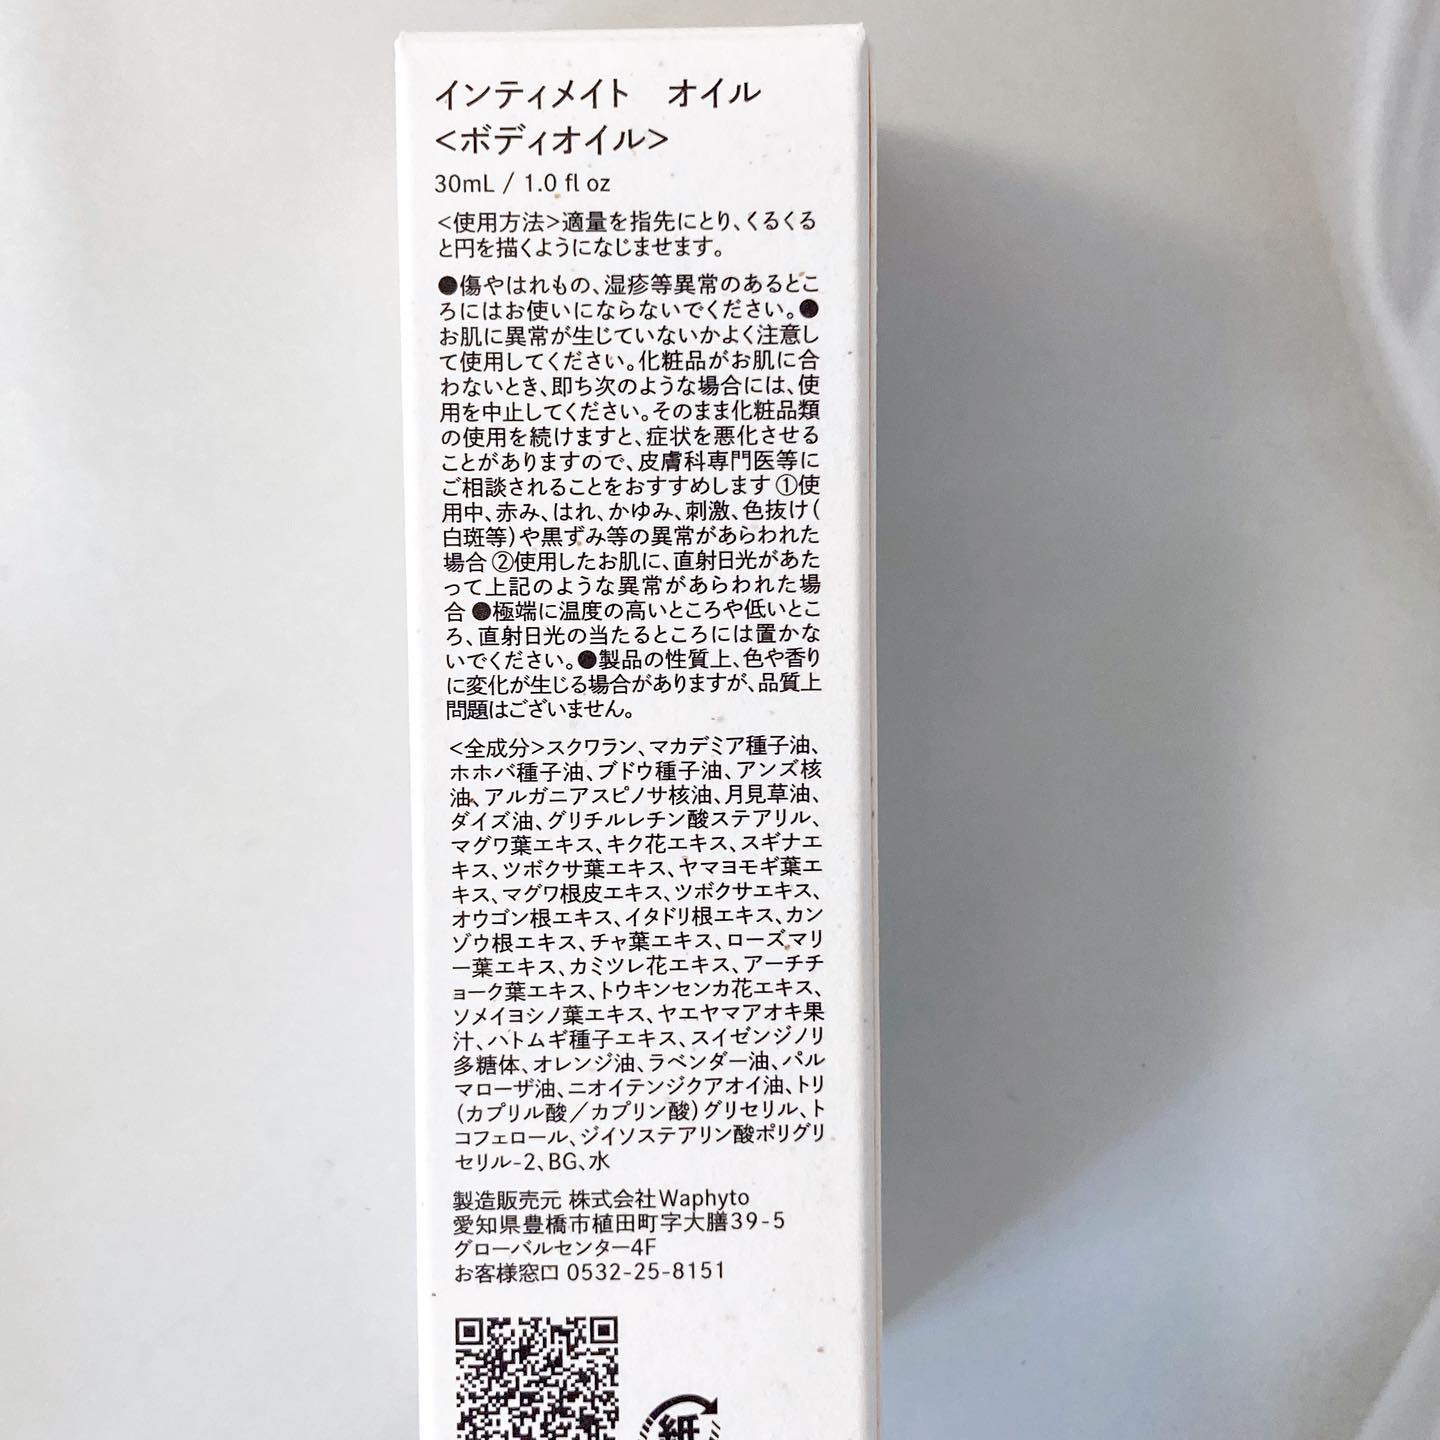 インティメイト　オイル
<ボディオイル>
30mL / 1.0 fl oz
<使用方法>適量を指先にとり、くるくる
と円を描くようになじませます。
●傷やはれもの、湿疹等異常のあるとこ
ろにはお使いにならないでください。●
お肌に異常が生じていないかよく注意し
て使用してください。化粧品がお肌に合
わないとき、即ち次のような場合には、使
用を中止してください。そのまま化粧品類
の使用を続けますと、症状を悪化させる
ことがありますので、皮膚科専門医等に
ご相談されることをおすすめします ①使
用中、赤み、はれ、かゆみ、刺激、色抜け(
白斑等)や黒ずみ等の異常があらわれた
場合 ②使用したお肌に、直射日光があた
って上記のような異常があらわれた場
合 ●極端に温度の高いところや低いとこ
ろ、直射日光の当たるところには置かな
いでください。●製品の性質上、色や香り
に変化が生じる場合がありますが、品質上
問題はございません。
<全成分>スクワラン、マカデミア種子油、
ホホバ種子油、ブドウ種子油、アンズ核
油、アルガニアスピノサ核油、月見草油、
ダイズ油、グリチルレチン酸ステアリル、
マグワ葉エキス、キク花エキス、スギナエ
キス、ツボクサ葉エキス、ヤマヨモギ葉エ
キス、マグワ根皮エキス、ツボクサエキス、
オウゴン根エキス、イタドリ根エキス、カン
ゾウ根エキス、チャ葉エキス、ローズマリ
ー葉エキス、カミツレ花エキス、アーチチ
ョーク葉エキス、トウキンセンカ花エキス、
ソメイヨシノ葉エキス、ヤエヤマアオキ果
汁、ハトムギ種子エキス、スイゼンジノリ
多糖体、オレンジ油、ラベンダー油、パル
マローザ油、ニオイテンジクアオイ油、トリ
(カプリル酸／カプリン酸)グリセリル、ト
コフェロール、ジイソステアリン酸ポリグリ
セリル-2、BG、水
製造販売元 株式会社Waphyto
愛知県豊橋市植田町字大膳39-5
グローバルセンター4F
お客様窓口 0532-25-8151
紙